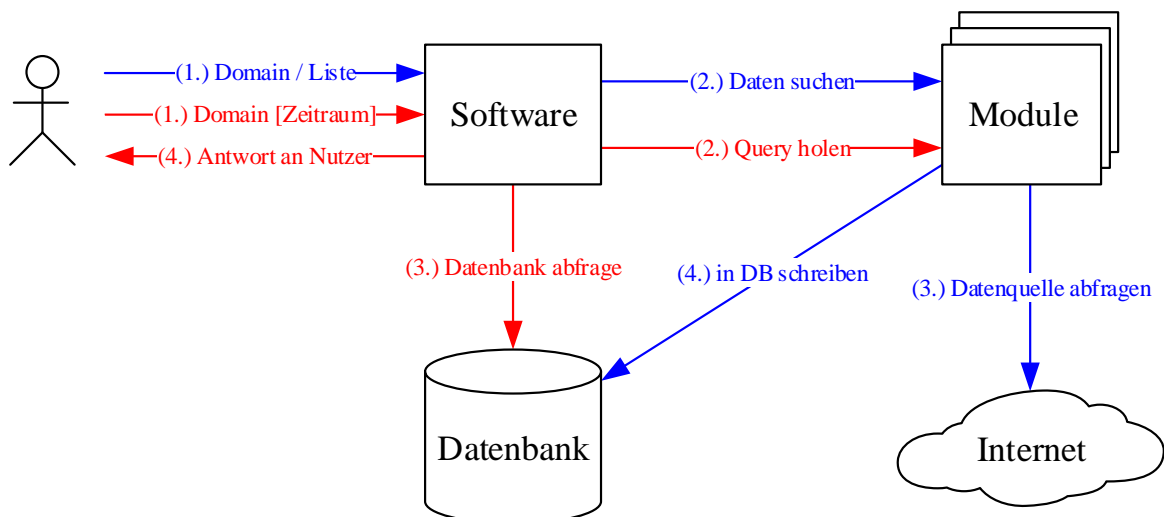 (1.) Domain / Liste
(1.) Domain [Zeitraum]
(4.) Antwort an Nutzer
Software
(2.) Daten suchen
(2.) Query holen
Module
(3.) Datenbank abfrage
(4.) in DB schreiben
(3.) Datenquelle abfragen
Datenbank
Internet